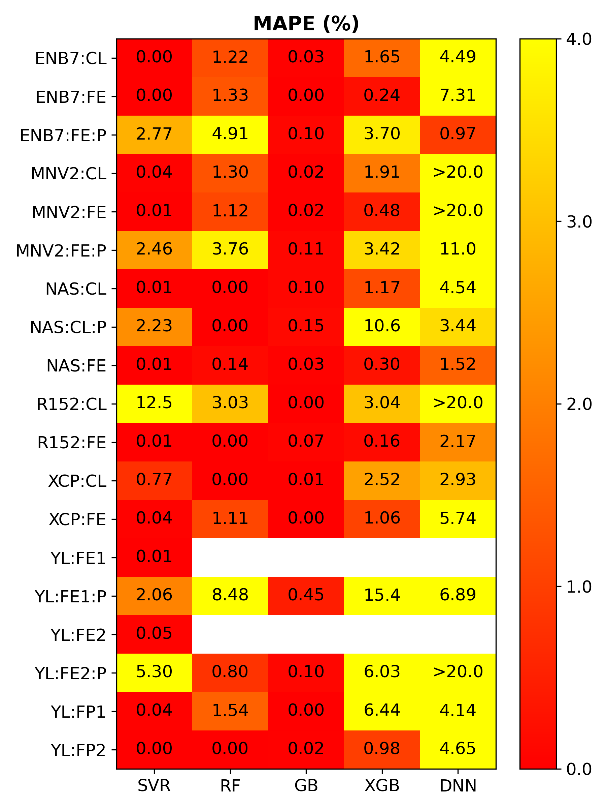 MAPE (%)
ENB7:CL 0.00 1.22 0.03 1.65 4.49
ENB7:FE 0.00 1.33 0.00 0.24 7.31
ENB7:FE:P 2.77 4.91 0.10 3.70 0.97
MNV2:CL 0.04 1.30 0.02 1.91 >20.0
MNV2:FE 0.01 1.12 0.02 0.48 >20.0
MNV2:FE:P 2.46 3.76 0.11 3.42 11.0
NAS:CL 0.01 0.00 0.10 1.17 4.54
NAS:CL:P 2.23 0.00 0.15 10.6 3.44
NAS:FE 0.01 0.14 0.03 0.30 1.52
R152:CL 12.5 3.03 0.00 3.04 >20.0
R152:FE 0.01 0.00 0.07 0.16 2.17
XCP:CL 0.77 0.00 0.01 2.52 2.93
XCP:FE 0.04 1.11 0.00 1.06 5.74
YL:FE1 0.01
YL:FE1:P 2.06 8.48 0.45 15.4 6.89
YL:FE2 0.05
YL:FE2:P 5.30 0.80 0.10 6.03 >20.0
YL:FP1 0.04 1.54 0.00 6.44 4.14
YL:FP2 0.00 0.00 0.02 0.98 4.65
SVR RF GB XGB DNN
4.0
3.0
2.0
1.0
0.0